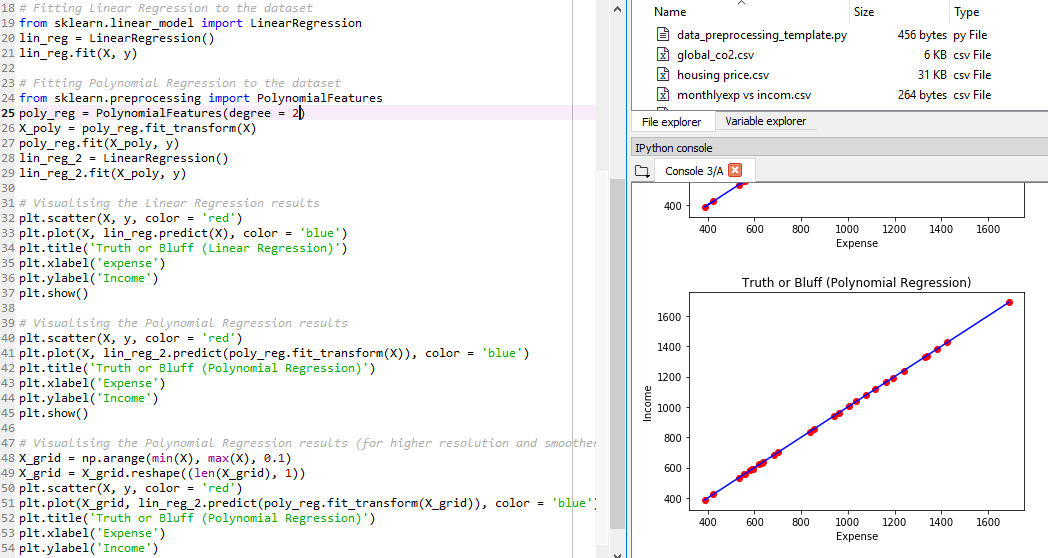 18 # Fitting Linear Regression to the dataset
19 from sklearn.linear_model import LinearRegression
20 lin_reg = LinearRegression()
21 lin_reg.fit(X, y)
22
23 # Fitting Polynomial Regression to the dataset
24 from sklearn.preprocessing import PolynomialFeatures
25 poly_reg = PolynomialFeatures(degree = 2)
26 X_poly = poly_reg.fit_transform(X)
27 poly_reg.fit(X_poly, y)
28 lin_reg_2 = LinearRegression()
29 lin_reg_2.fit(X_poly, y)
30
31 # Visualising the Linear Regression results
32 plt.scatter(X, y, color = 'red')
33 plt.plot(X, lin_reg.predict(X), color = 'blue')
34 plt.title('Truth or Bluff (Linear Regression)')
35 plt.xlabel('expense')
36 plt.ylabel('Income')
37 plt.show()
38
39 # Visualising the Polynomial Regression results
40 plt.scatter(X, y, color = 'red')
41 plt.plot(X, lin_reg_2.predict(poly_reg.fit_transform(X)), color = 'blue')
42 plt.title('Truth or Bluff (Polynomial Regression)')
43 plt.xlabel('Expense')
44 plt.ylabel('Income')
45 plt.show()
46
47 # Visualising the Polynomial Regression results (for higher resolution and smoother
48 X_grid = np.arange(min(X), max(X), 0.1)
49 X_grid = X_grid.reshape((len(X_grid), 1))
50 plt.scatter(X, y, color = 'red')
51 plt.plot(X_grid, lin_reg_2.predict(poly_reg.fit_transform(X_grid)), color = 'blue')
52 plt.title('Truth or Bluff (Polynomial Regression)')
53 plt.xlabel('Expense')
54 plt.ylabel('Income')
Name Size Type
data_preprocessing_template.py 456 bytes py File
global_co2.csv 6 KB csv File
housing price.csv 31 KB csv File
monthlyexp vs incom.csv 264 bytes csv File
File explorer Variable explorer
IPython console
Console 3/A
400
400 600 800 1000 1200 1400 1600
Expense
Truth or Bluff (Polynomial Regression)
1600
1400
1200
1000
800
600
400
Income
400 600 800 1000 1200 1400 1600
Expense